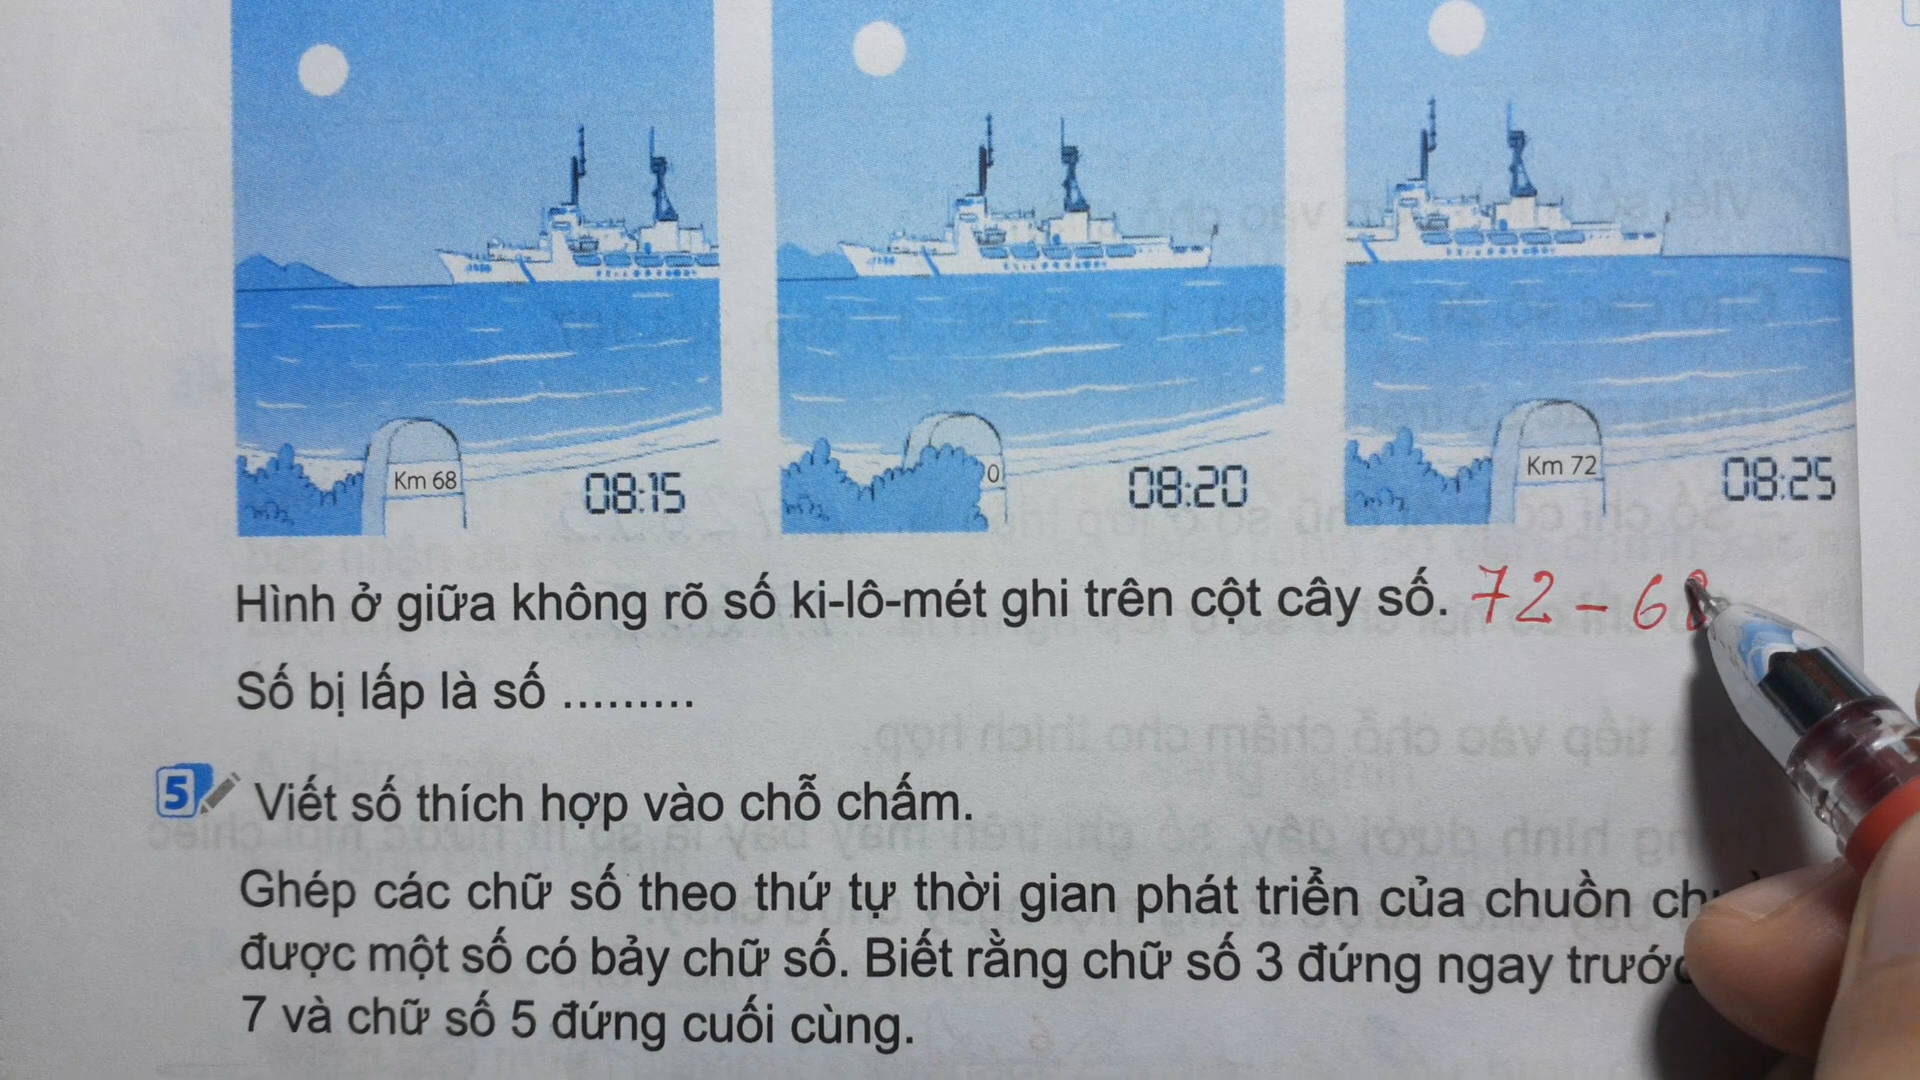 Km 68
08:15
0
08:20
Km 72
08:25
Hình ở giữa không rõ số ki-lô-mét ghi trên cột cây số. 72 - 68
Số bị lấp là số .........
5 Viết số thích hợp vào chỗ chấm.
Ghép các chữ số theo thứ tự thời gian phát triển của chuồn
được một số có bảy chữ số. Biết rằng chữ số 3 đứng ngay trước
7 và chữ số 5 đứng cuối cùng.